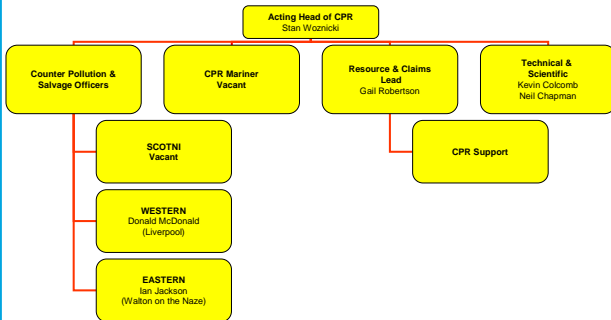 Acting Head of CPR
Stan Woznicki
Counter Pollution &
Salvage Officers
CPR Mariner
Vacant
Resource & Claims
Lead
Gail Robertson
Technical &
Scientific
Kevin Colcomb
Neil Chapman
SCOTNI
Vacant
CPR Support
WESTERN
Donald McDonald
(Liverpool)
EASTERN
Ian Jackson
(Walton on the Naze)